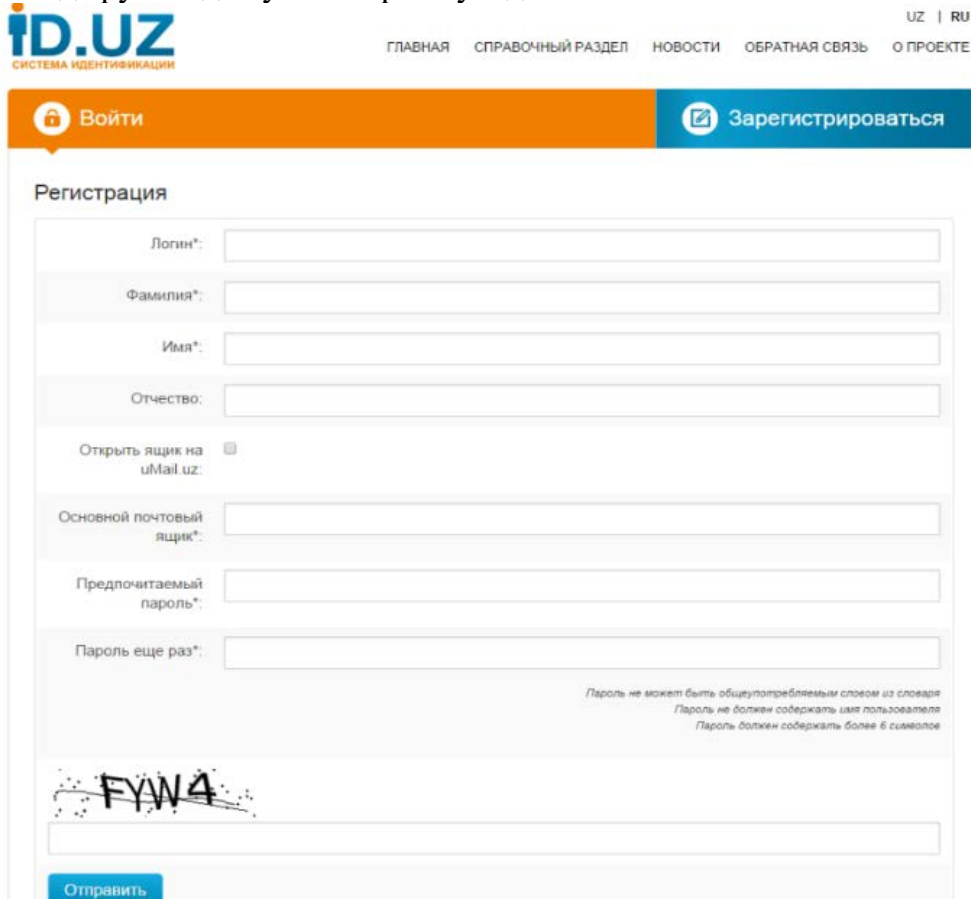 UZ | RU
iD.UZ
СИСТЕМА ИДЕНТИФИКАЦИИ
ГЛАВНАЯ СПРАВОЧНЫЙ РАЗДЕЛ НОВОСТИ ОБРАТНАЯ СВЯЗЬ О ПРОЕКТЕ
Войти
Зарегистрироваться
Регистрация
Логин*:
Фамилия*:
Имя*:
Отчество:
Открыть ящик на
uMail.uz:
Основной почтовый
ящик*:
Предпочитаемый
пароль*:
Пароль еще раз*:
Пароль не может быть общеупотребляемым словом из словаря
Пароль не должен содержать имя пользователя
Пароль должен содержать более 6 символов
FYW4
Отправить